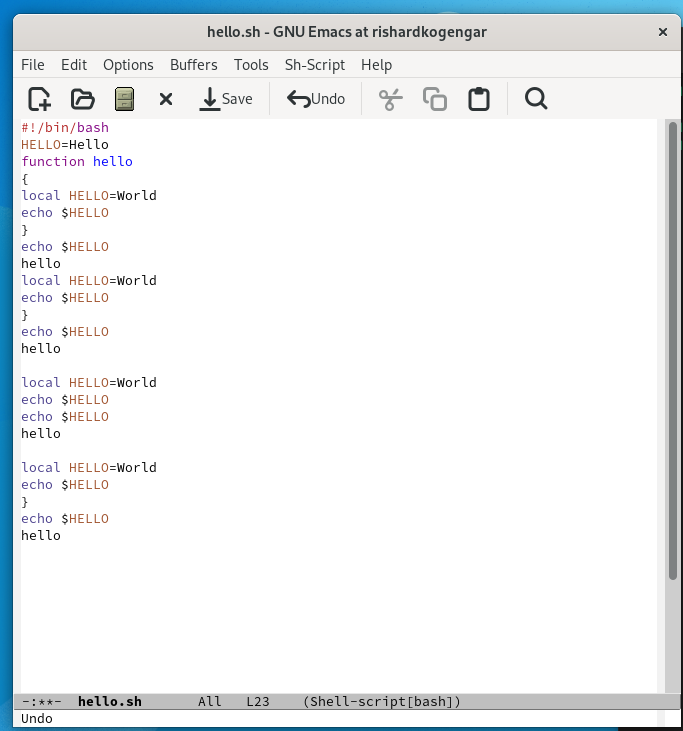 hello.sh - GNU Emacs at rishardkogengar
File Edit Options Buffers Tools Sh-Script Help
Save Undo
#!/bin/bash
HELLO=Hello
function hello
{
local HELLO=World
echo $HELLO
}
echo $HELLO
hello
local HELLO=World
echo $HELLO
}
echo $HELLO
hello
local HELLO=World
echo $HELLO
echo $HELLO
hello
local HELLO=World
echo $HELLO
}
echo $HELLO
hello
-:**- hello.sh All L23 (Shell-script[bash])
Undo